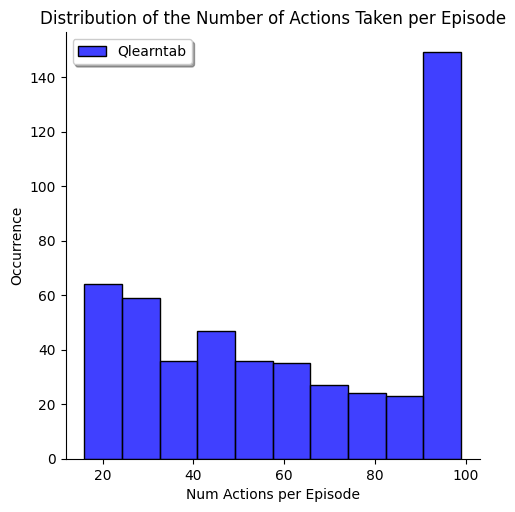 Distribution of the Number of Actions Taken per Episode
Qlearntab
140
120
100
80
60
40
20
0
Occurrence
20 40 60 80 100
Num Actions per Episode